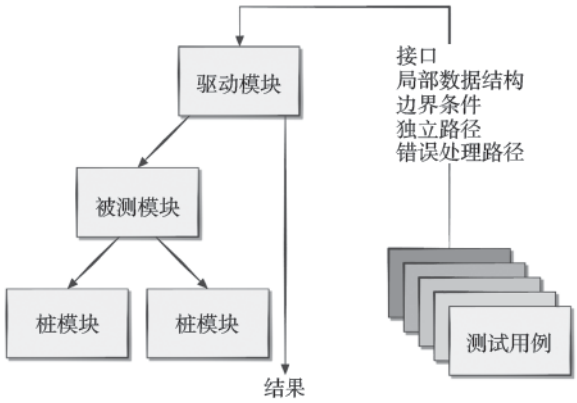 接口
局部数据结构
边界条件
独立路径
错误处理路径
驱动模块
被测模块
桩模块
桩模块
测试用例
结果